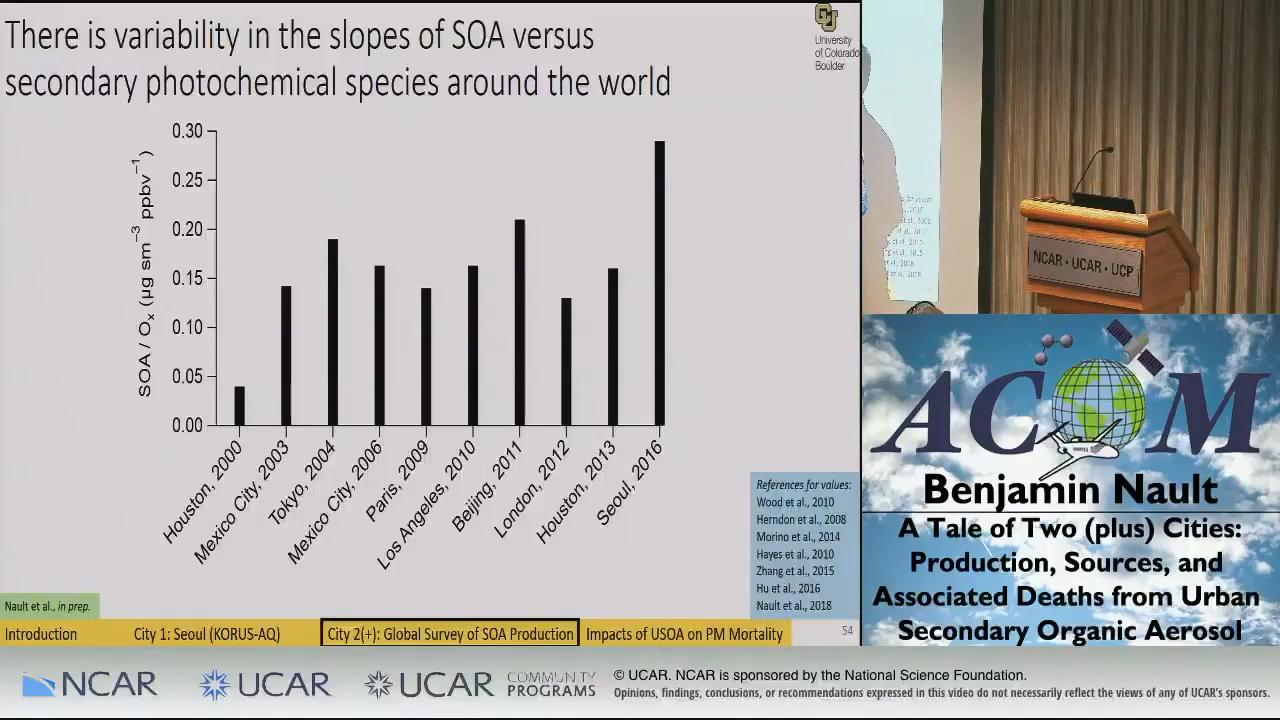 There is variability in the slopes of SOA versus
secondary photochemical species around the world
University
of Colorado
Boulder
SOA / Ox (µg sm−3 ppbv−1)
0.30
0.25
0.20
0.15
0.10
0.05
0.00
Houston, 2000
Mexico City, 2003
Tokyo, 2004
Mexico City, 2006
Paris, 2009
Los Angeles, 2010
Beijing, 2011
London, 2012
Houston, 2013
Seoul, 2016
References for values:
Wood et al., 2010
Herndon et al., 2008
Morino et al., 2014
Hayes et al., 2010
Zhang et al., 2015
Hu et al., 2016
Nault et al., 2018
Nault et al., in prep.
Introduction
City 1: Seoul (KORUS-AQ)
City 2(+): Global Survey of SOA Production
Impacts of USOA on PM Mortality
54
NCAR • UCAR • UCP
ACOM
Benjamin Nault
A Tale of Two (plus) Cities:
Production, Sources, and
Associated Deaths from Urban
Secondary Organic Aerosol
NCAR
UCAR
UCAR COMMUNITY
PROGRAMS
© UCAR. NCAR is sponsored by the National Science Foundation.
Opinions, findings, conclusions, or recommendations expressed in this video do not necessarily reflect the views of any of UCAR's sponsors.